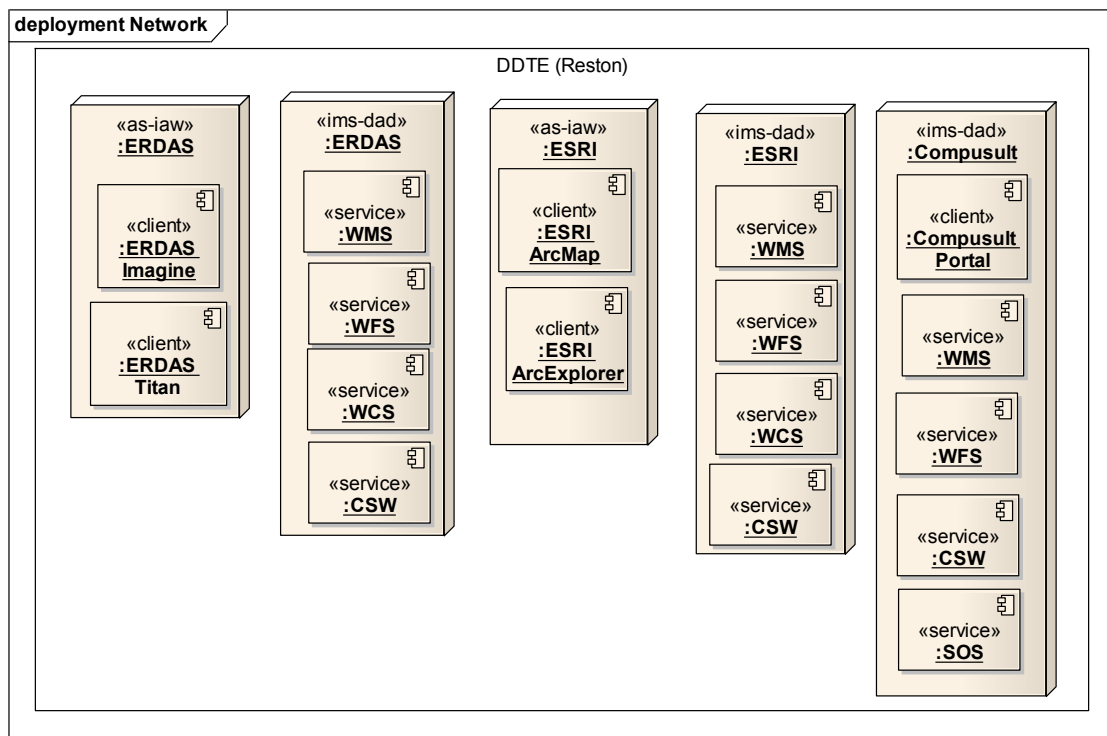 deployment Network
DDTE (Reston)
«as-iaw»
:ERDAS
«client»
:ERDAS
Imagine
«client»
:ERDAS
Titan
«ims-dad»
:ERDAS
«service»
:WMS
«service»
:WFS
«service»
:WCS
«service»
:CSW
«as-iaw»
:ESRI
«client»
:ESRI
ArcMap
«client»
:ESRI
ArcExplorer
«ims-dad»
:ESRI
«service»
:WMS
«service»
:WFS
«service»
:WCS
«service»
:CSW
«ims-dad»
:Compusult
«client»
:Compusult
Portal
«service»
:WMS
«service»
:WFS
«service»
:CSW
«service»
:SOS